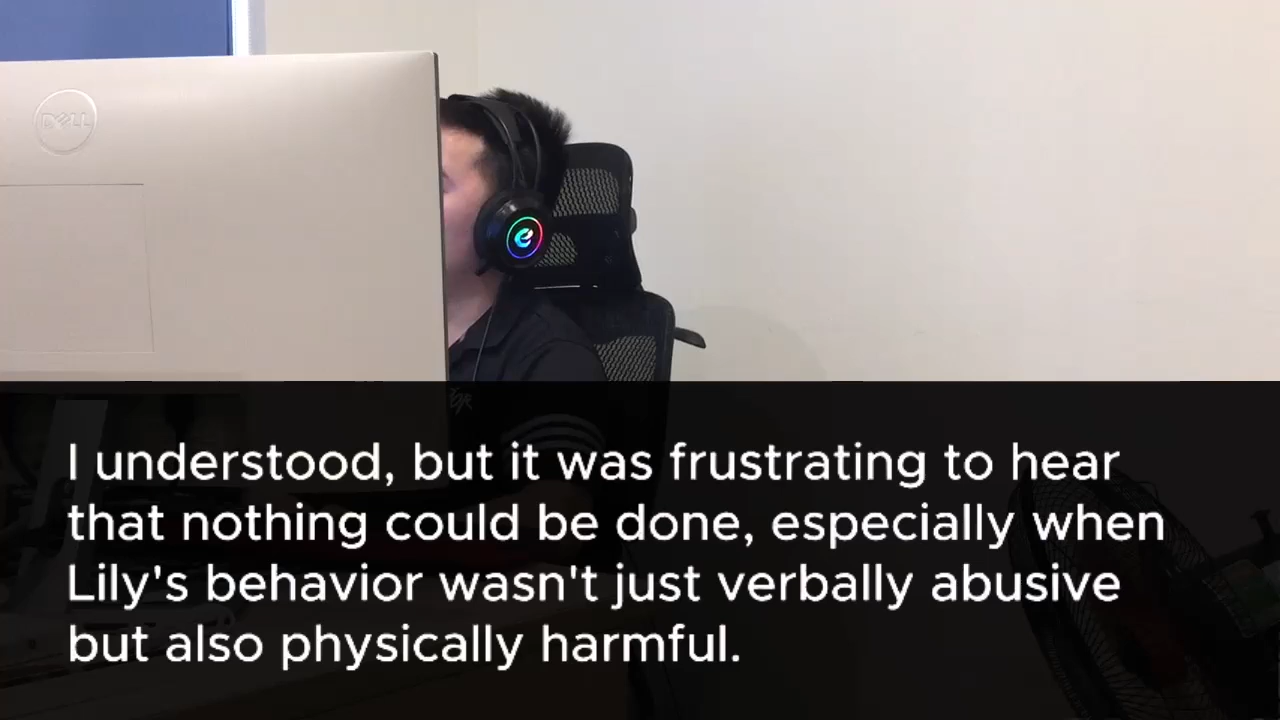 DELL
I understood, but it was frustrating to hear
that nothing could be done, especially when
Lily's behavior wasn't just verbally abusive
but also physically harmful.